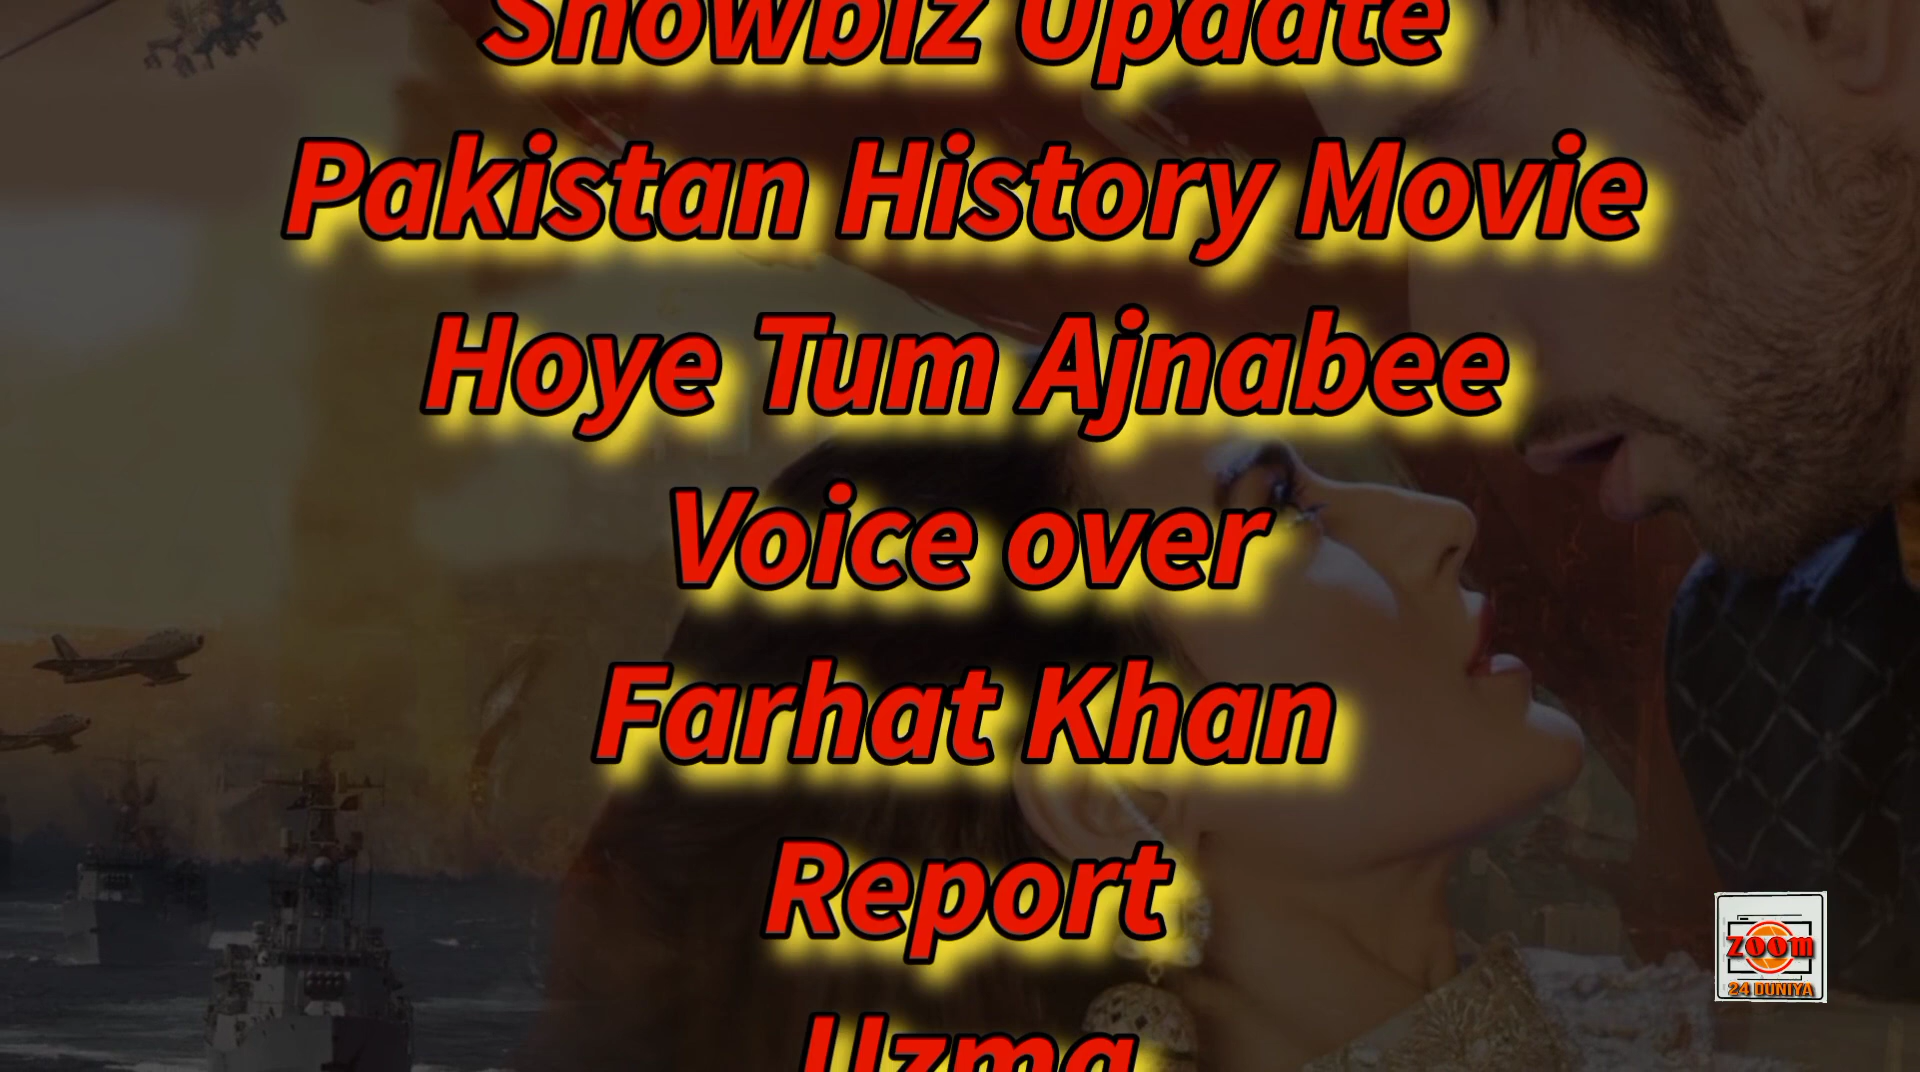 Showbiz Update
Pakistan History Movie
Hoye Tum Ajnabee
Voice over
Farhat Khan
Report
Uzma
ZOOM
24 DUNIYA